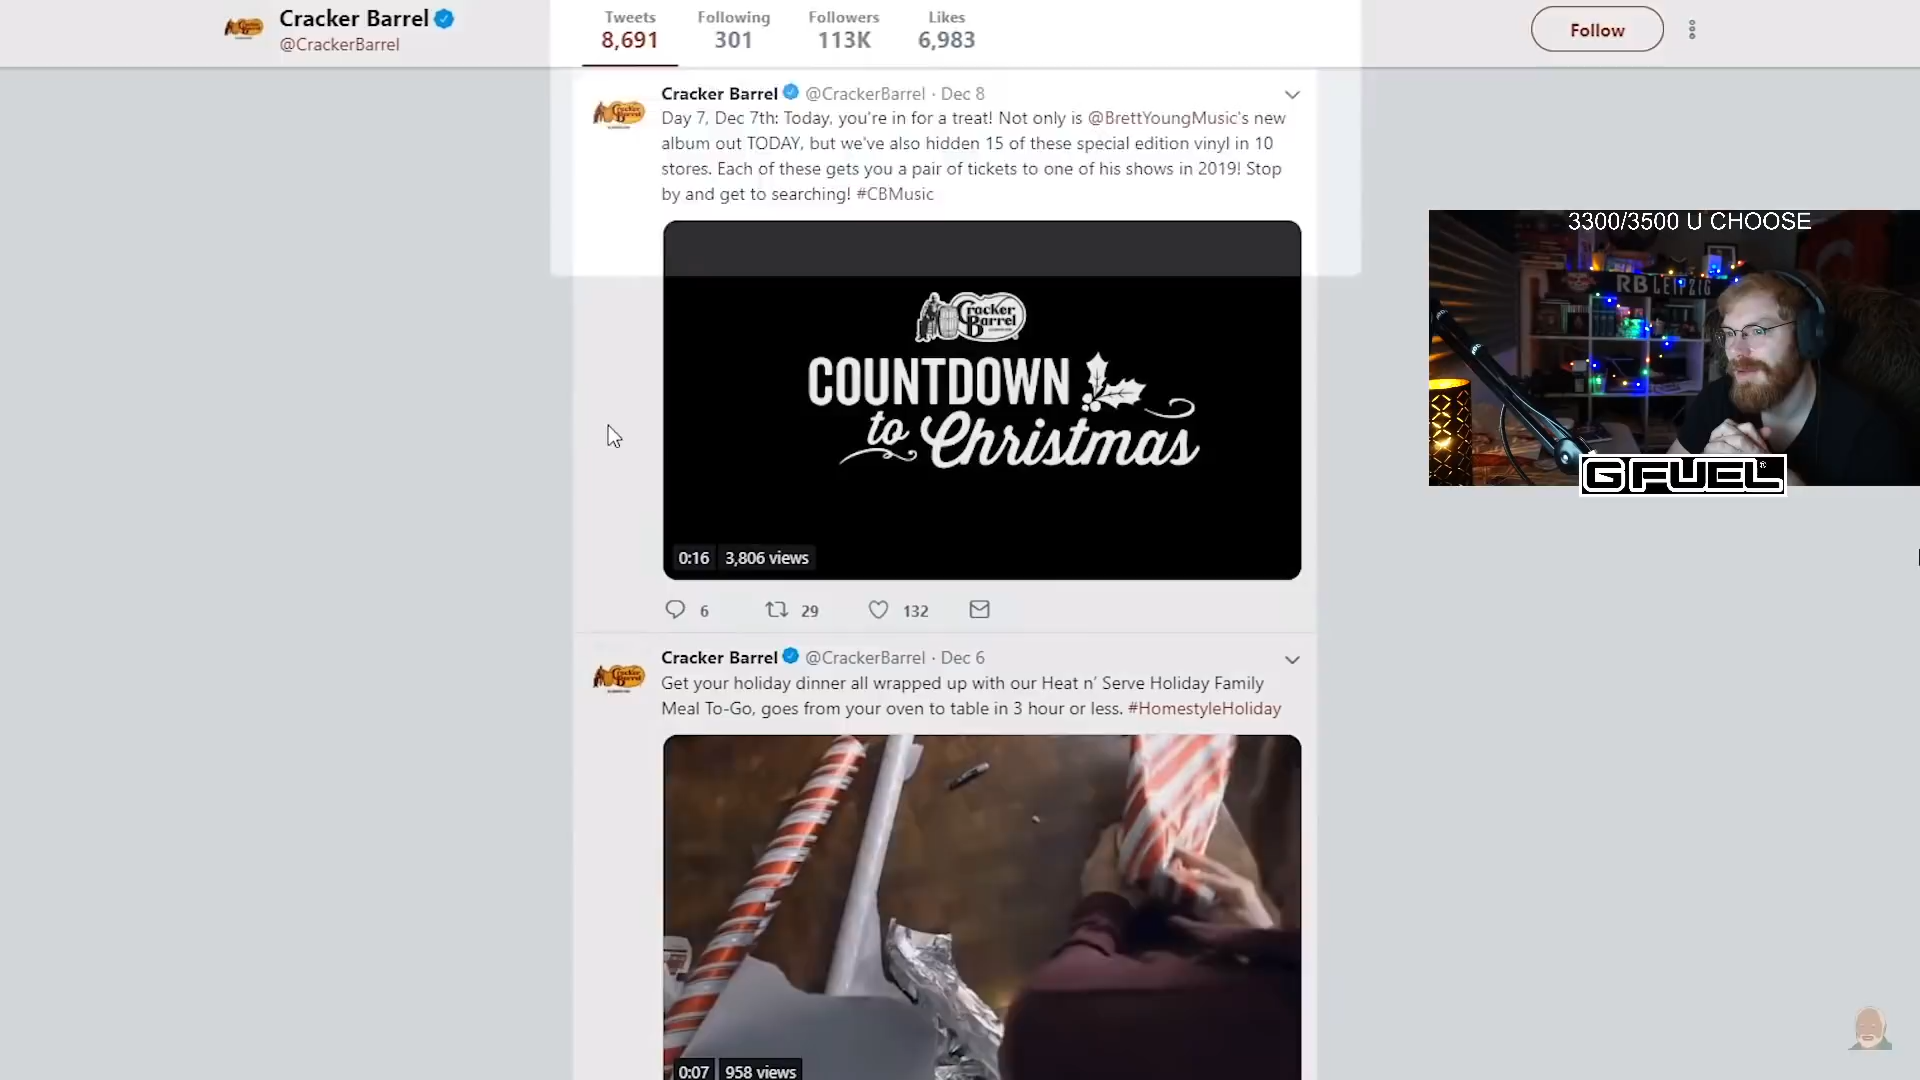 Cracker Barrel
@CrackerBarrel
Tweets
8,691
Following
301
Followers
113K
Likes
6,983
Follow
Cracker Barrel @CrackerBarrel · Dec 8
Day 7, Dec 7th: Today, you're in for a treat! Not only is @BrettYoungMusic's new
album out TODAY, but we've also hidden 15 of these special edition vinyl in 10
stores. Each of these gets you a pair of tickets to one of his shows in 2019! Stop
by and get to searching! #CBMusic
Cracker
Barrel
COUNTDOWN
to Christmas
0:16 3,806 views
6 29 132
Cracker Barrel @CrackerBarrel · Dec 6
Get your holiday dinner all wrapped up with our Heat n' Serve Holiday Family
Meal To-Go, goes from your oven to table in 3 hour or less. #HomestyleHoliday
0:07 958 views
3300/3500 U CHOOSE
RB LEIPZIG
G FUEL